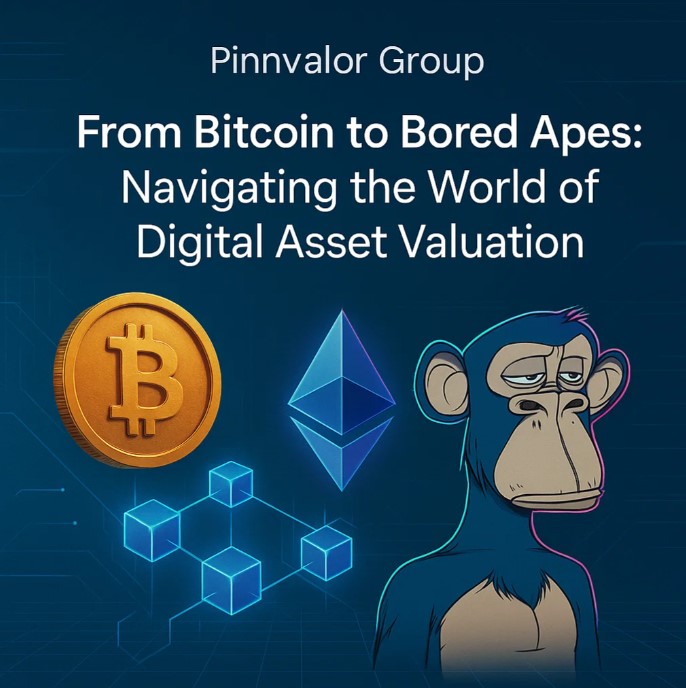 Pinnvalor Group
From Bitcoin to Bored Apes:
Navigating the World of
Digital Asset Valuation